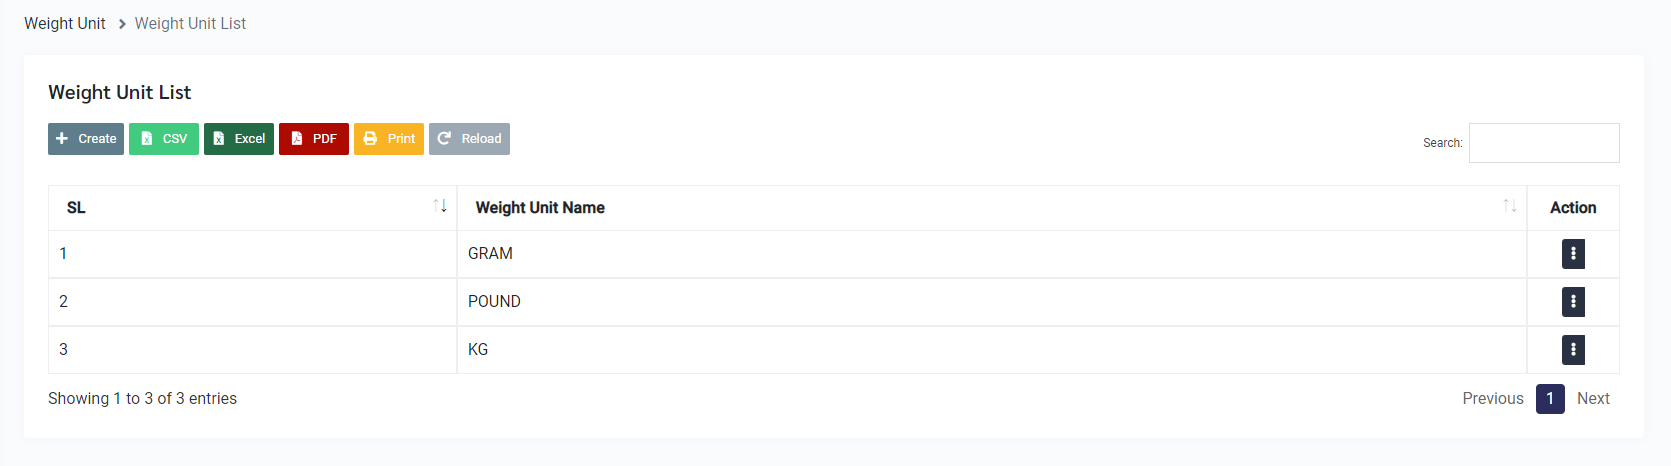 Weight Unit > Weight Unit List
Weight Unit List
+ Create CSV Excel PDF Print Reload
Search:
SL Weight Unit Name Action
1 GRAM
2 POUND
3 KG
Showing 1 to 3 of 3 entries Previous 1 Next